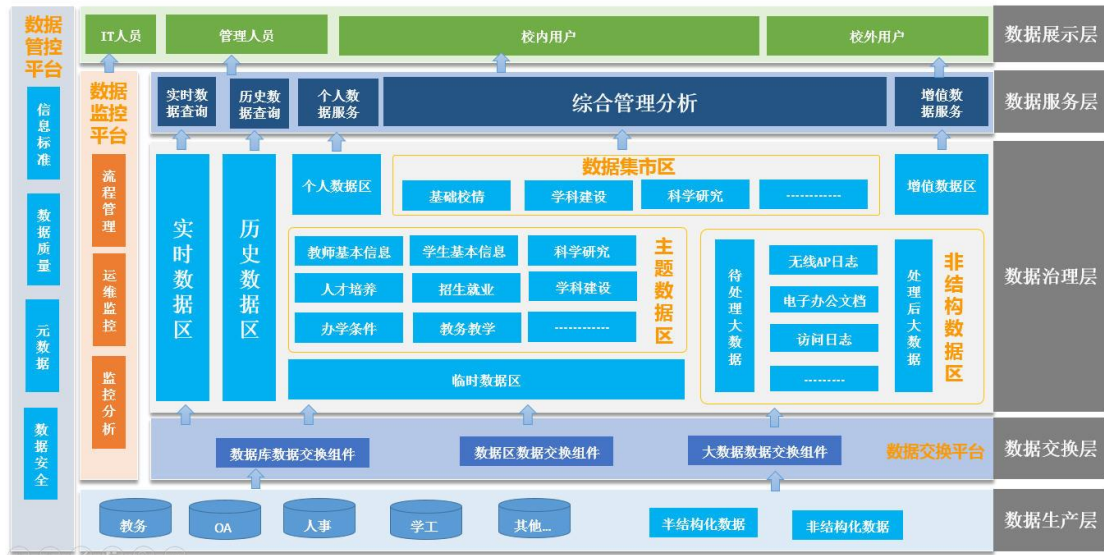 数据
管控
平台
信息标准
数据质量
元数据
数据安全
IT人员
管理人员
校内用户
校外用户
数据展示层
数据
监控
平台
流程管理
运维监控
监控分析
实时数
据查询
历史数
据查询
个人数
据服务
综合管理分析
增值数
据服务
数据服务层
实时数据区
历史数据区
个人数据区
数据集市区
基础校情
学科建设
科学研究
------------
增值数据区
教师基本信息
学生基本信息
科学研究
人才培养
招生就业
学科建设
办学条件
教务教学
------------
主题数据区
临时数据区
待处理大数据
无线AP日志
电子办公文档
访问日志
---------
处理后大数据
非结构数据区
数据治理层
数据库数据交换组件
数据区数据交换组件
大数据数据交换组件
数据交换平台
数据交换层
教务
OA
人事
学工
其他...
半结构化数据
非结构化数据
数据生产层